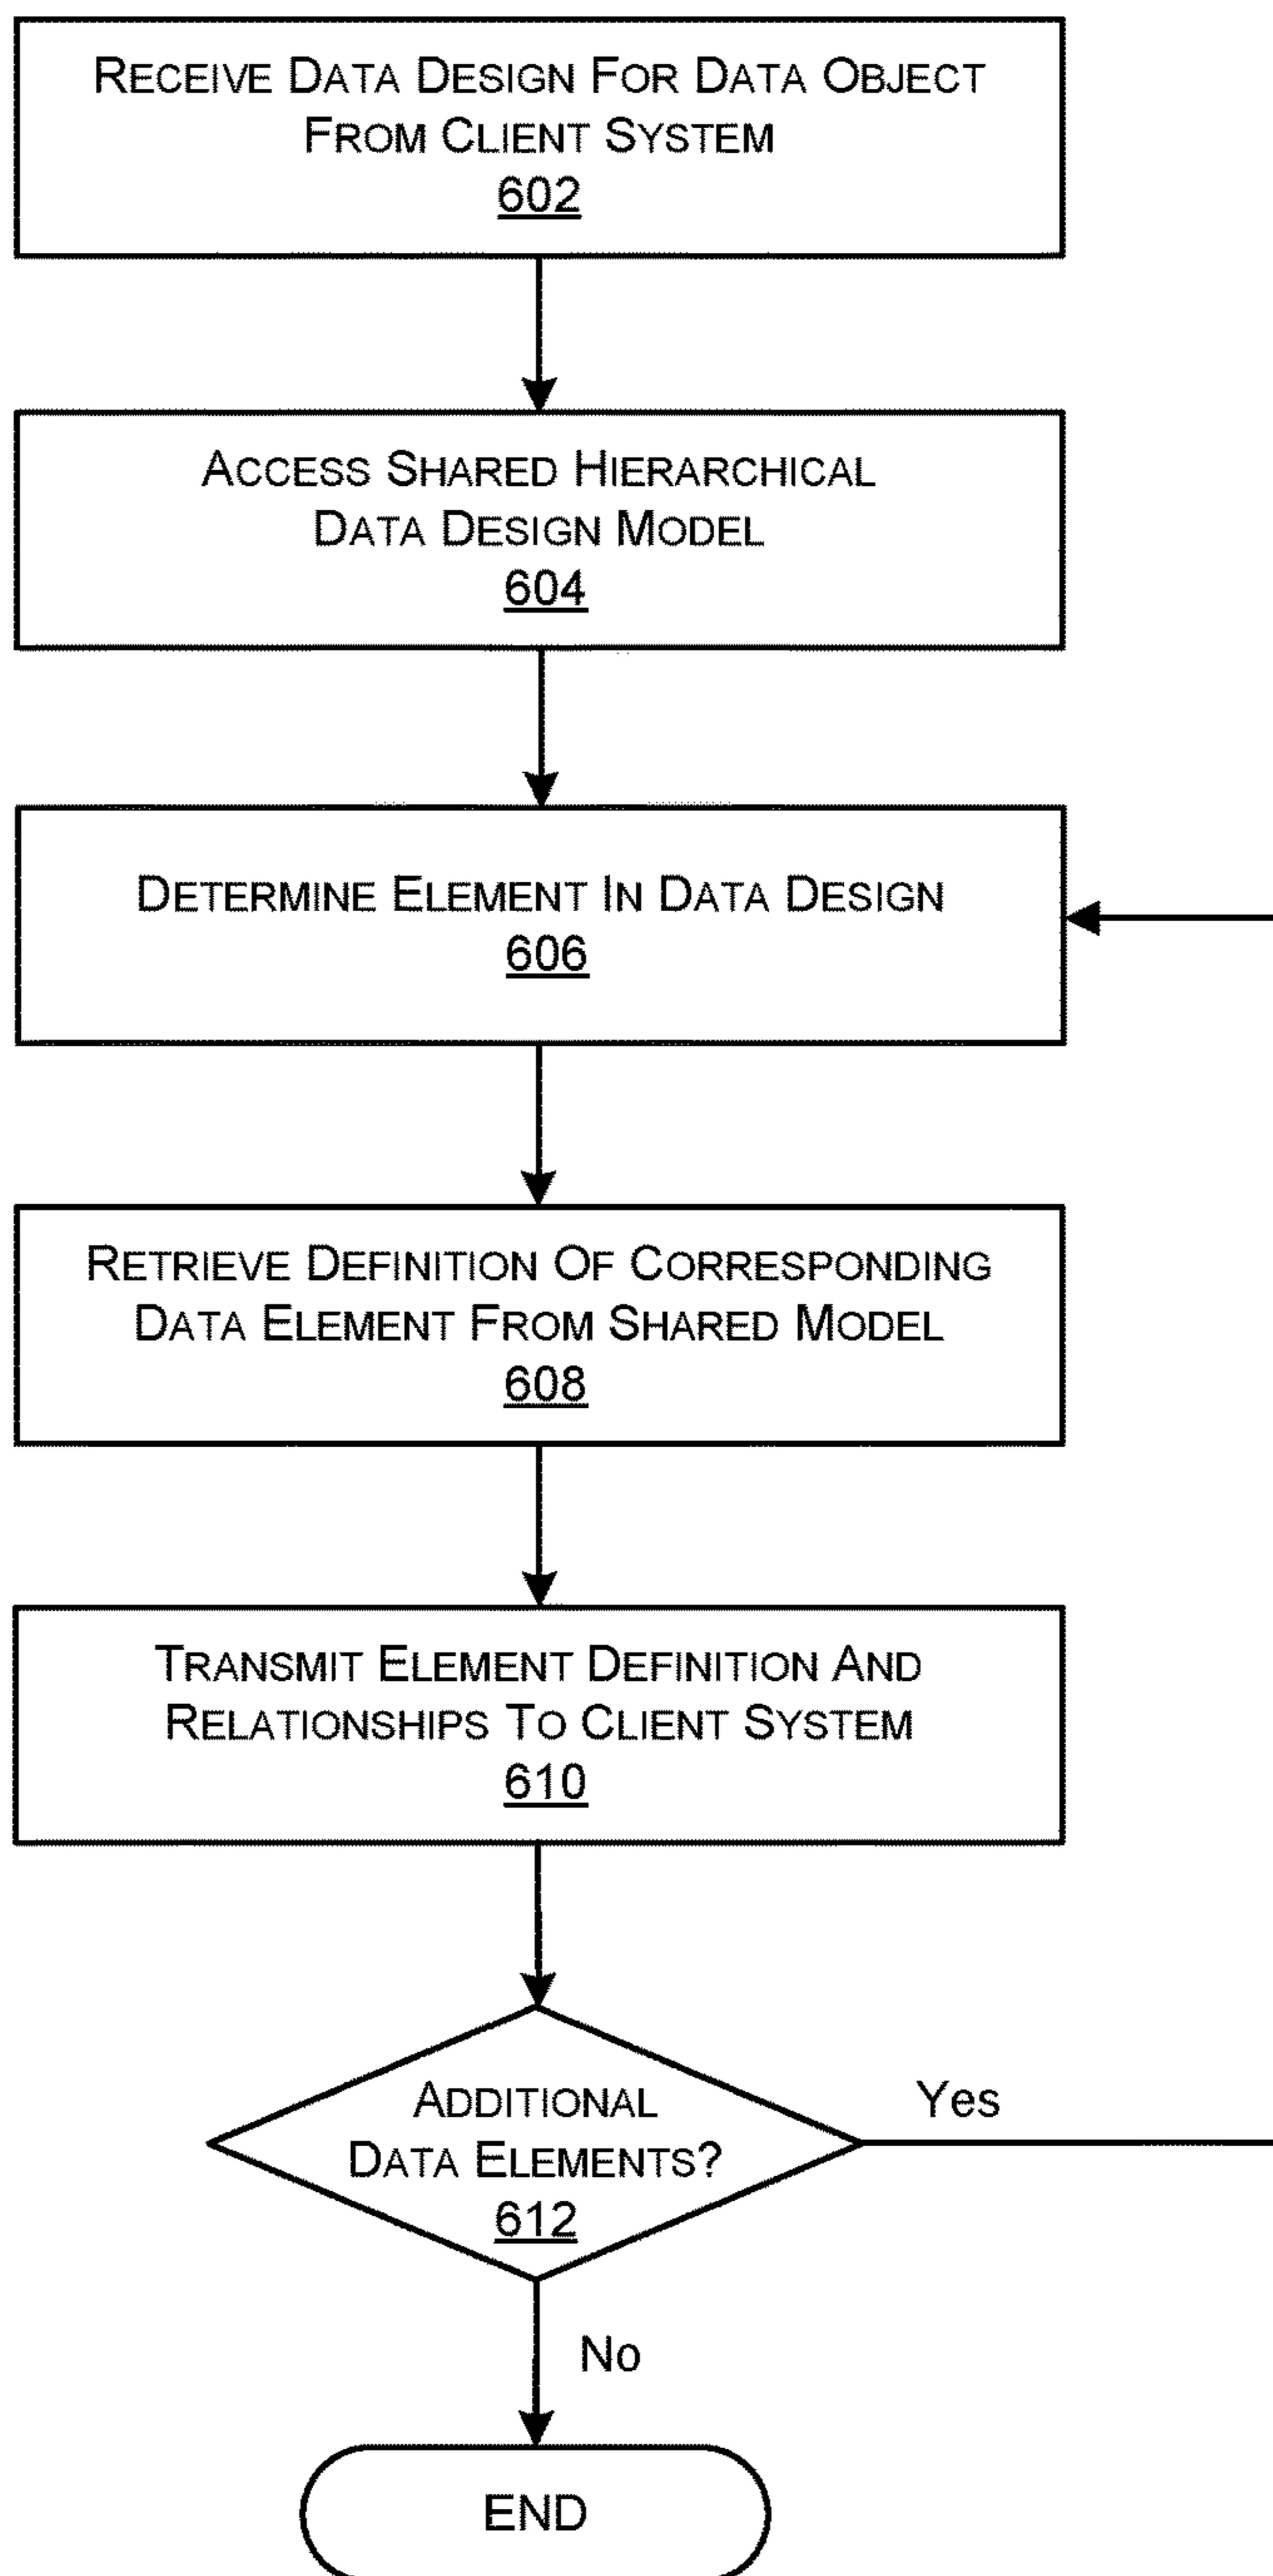 RECEIVE DATA DESIGN FOR DATA OBJECT
FROM CLIENT SYSTEM
602
ACCESS SHARED HIERARCHICAL
DATA DESIGN MODEL
604
DETERMINE ELEMENT IN DATA DESIGN
606
RETRIEVE DEFINITION OF CORRESPONDING
DATA ELEMENT FROM SHARED MODEL
608
TRANSMIT ELEMENT DEFINITION AND
RELATIONSHIPS TO CLIENT SYSTEM
610
ADDITIONAL
DATA ELEMENTS?
612
Yes
No
END